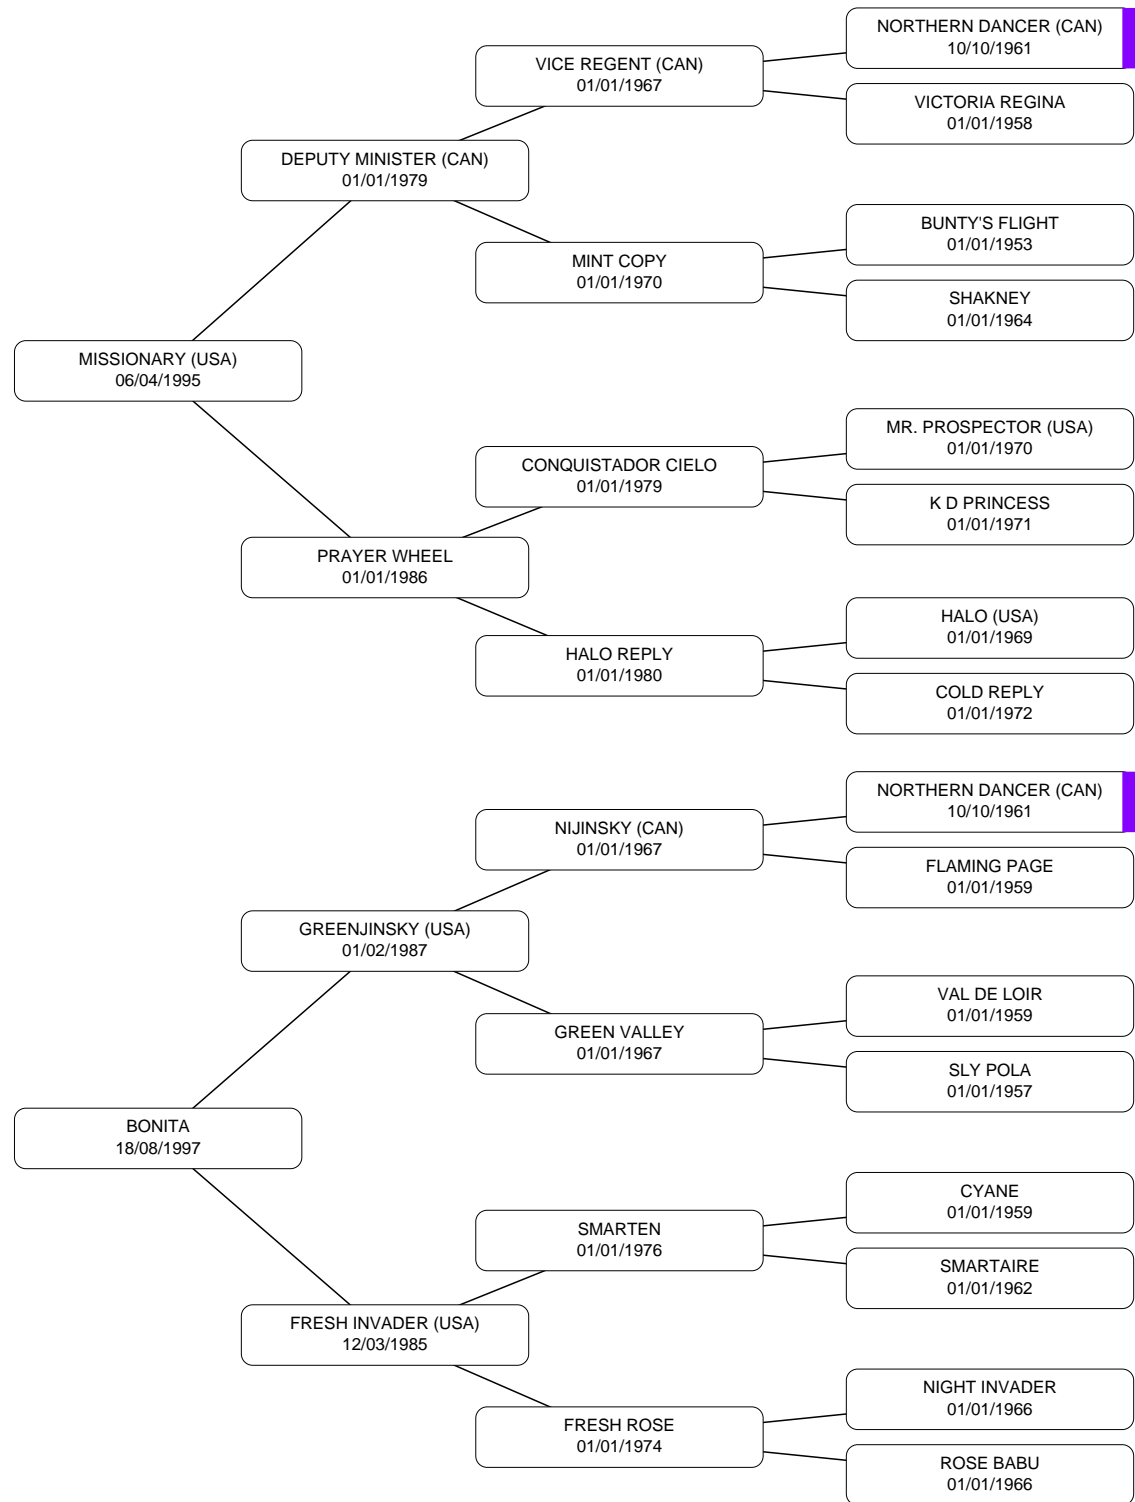 NORTHERN DANCER (CAN)
10/10/1961
VICE REGENT (CAN)
01/01/1967
VICTORIA REGINA
01/01/1958
DEPUTY MINISTER (CAN)
01/01/1979
BUNTY'S FLIGHT
01/01/1953
MINT COPY
01/01/1970
SHAKNEY
01/01/1964
MISSIONARY (USA)
06/04/1995
MR. PROSPECTOR (USA)
01/01/1970
CONQUISTADOR CIELO
01/01/1979
K D PRINCESS
01/01/1971
PRAYER WHEEL
01/01/1986
HALO (USA)
01/01/1969
HALO REPLY
01/01/1980
COLD REPLY
01/01/1972
NORTHERN DANCER (CAN)
10/10/1961
NIJINSKY (CAN)
01/01/1967
FLAMING PAGE
01/01/1959
GREENJINSKY (USA)
01/02/1987
VAL DE LOIR
01/01/1959
GREEN VALLEY
01/01/1967
SLY POLA
01/01/1957
BONITA
18/08/1997
CYANE
01/01/1959
SMARTEN
01/01/1976
SMARTAIRE
01/01/1962
FRESH INVADER (USA)
12/03/1985
NIGHT INVADER
01/01/1966
FRESH ROSE
01/01/1974
ROSE BABU
01/01/1966